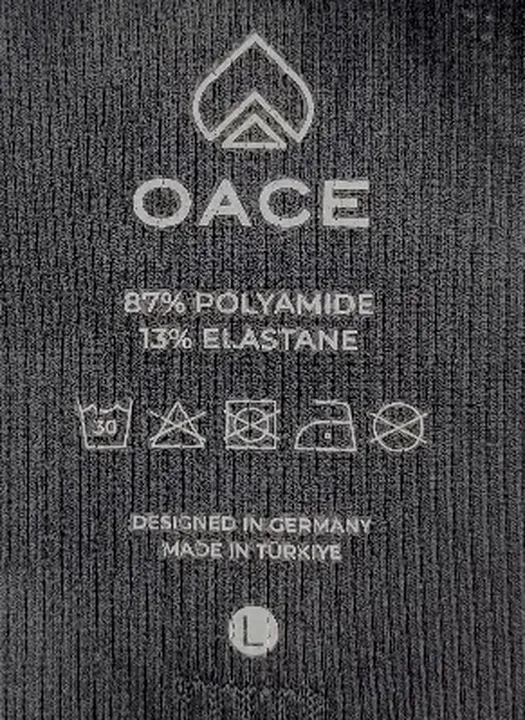 OACE
87% POLYAMIDE
13% ELASTANE
30
DESIGNED IN GERMANY
MADE IN TÜRKIYE
L